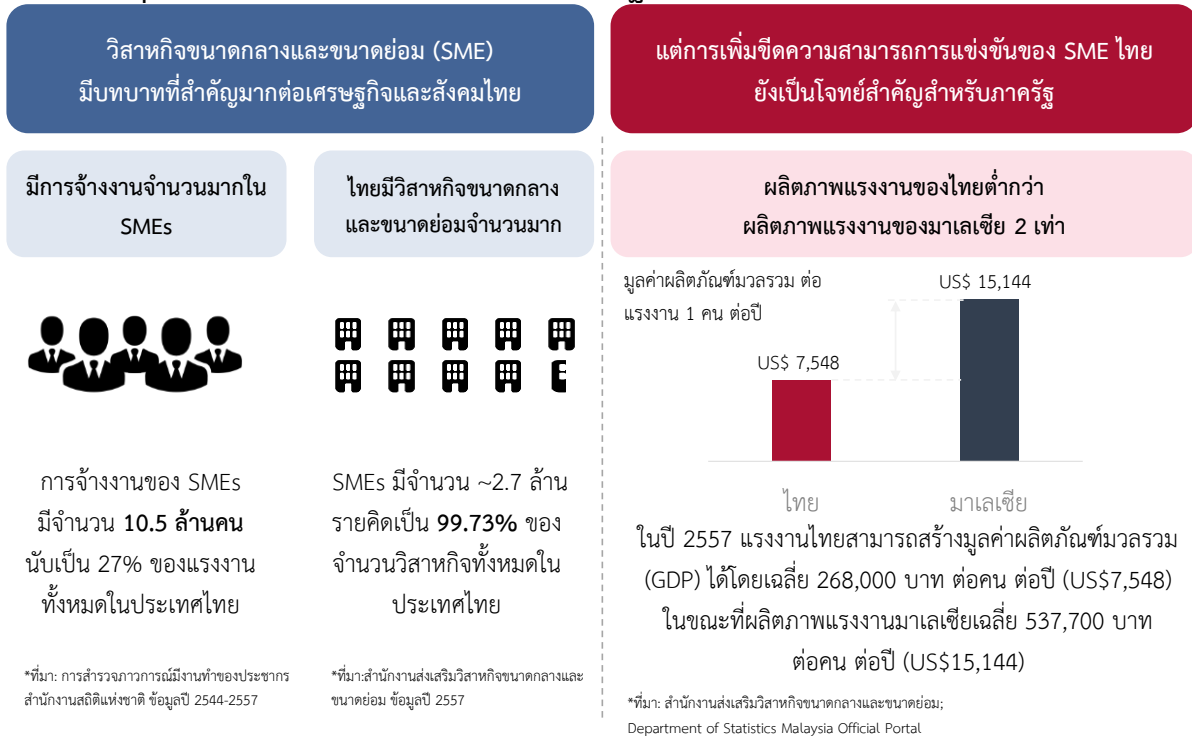 วิสาหกิจขนาดกลางและขนาดย่อม (SME)
มีบทบาทที่สำคัญมากต่อเศรษฐกิจและสังคมไทย
แต่การเพิ่มขีดความสามารถการแข่งขันของ SME ไทย
ยังเป็นโจทย์สำคัญสำหรับภาครัฐ
มีการจ้างงานจำนวนมากใน
SMEs
ไทยมีวิสาหกิจขนาดกลาง
และขนาดย่อมจำนวนมาก
ผลิตภาพแรงงานของไทยต่ำกว่า
ผลิตภาพแรงงานของมาเลเซีย 2 เท่า
การจ้างงานของ SMEs
มีจำนวน 10.5 ล้านคน
นับเป็น 27% ของแรงงาน
ทั้งหมดในประเทศไทย
*ที่มา: การสำรวจภาวการณ์มีงานทำของประชากร
สำนักงานสถิติแห่งชาติ ข้อมูลปี 2544-2557
SMEs มีจำนวน ~2.7 ล้าน
รายคิดเป็น 99.73% ของ
จำนวนวิสาหกิจทั้งหมดใน
ประเทศไทย
*ที่มา:สำนักงานส่งเสริมวิสาหกิจขนาดกลางและ
ขนาดย่อม ข้อมูลปี 2557
มูลค่าผลิตภัณฑ์มวลรวม ต่อ
แรงงาน 1 คน ต่อปี
US$ 15,144
US$ 7,548
ไทย
มาเลเซีย
ในปี 2557 แรงงานไทยสามารถสร้างมูลค่าผลิตภัณฑ์มวลรวม
(GDP) ได้โดยเฉลี่ย 268,000 บาท ต่อคน ต่อปี (US$7,548)
ในขณะที่ผลิตภาพแรงงานมาเลเซียเฉลี่ย 537,700 บาท
ต่อคน ต่อปี (US$15,144)
*ที่มา: สำนักงานส่งเสริมวิสาหกิจขนาดกลางและขนาดย่อม;
Department of Statistics Malaysia Official Portal